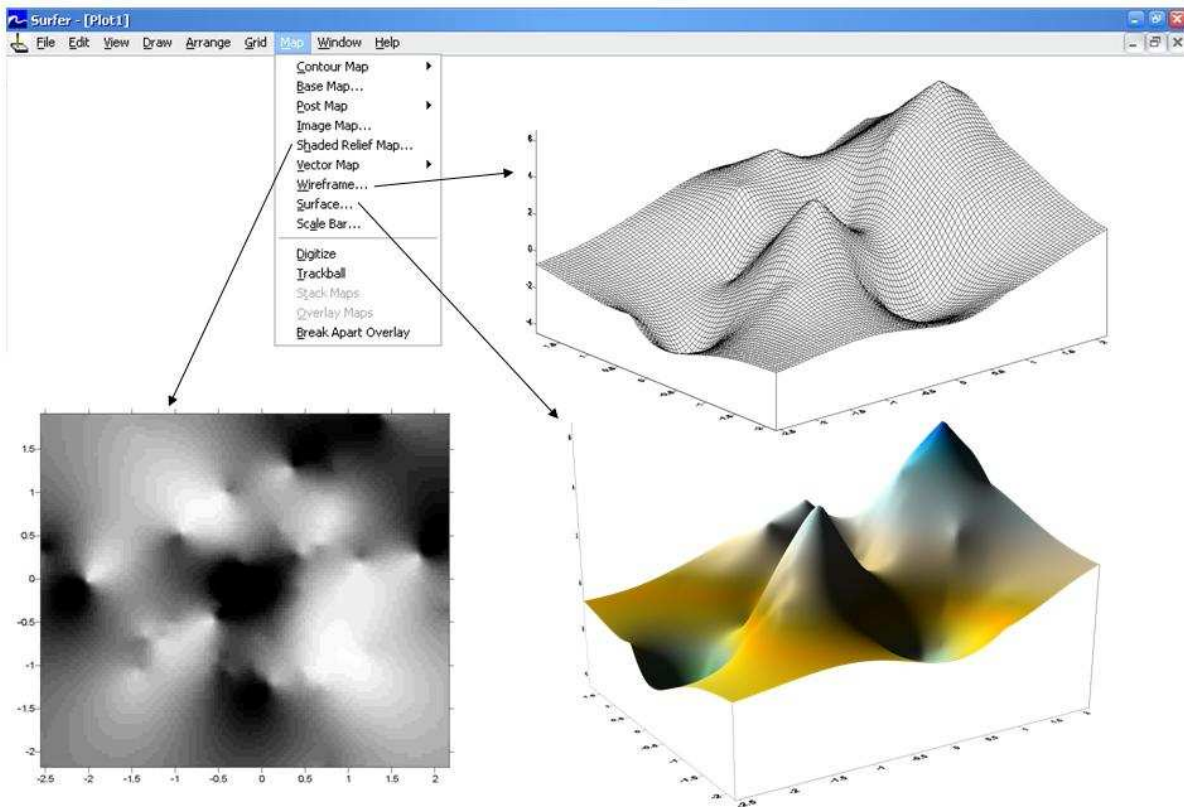 Surfer - [Plot1]
File Edit View Draw Arrange Grid Map Window Help
Contour Map
Base Map...
Post Map
Image Map...
Shaded Relief Map...
Vector Map
Wireframe...
Surface...
Scale Bar...
Digitize
Trackball
Stack Maps
Overlay Maps
Break Apart Overlay
6
4
2
0
-2
-4
1.5
1
0.5
0
-0.5
-1
-1.5
-2
-2.5 -2 -1.5 -1 -0.5 0 0.5 1 1.5 2